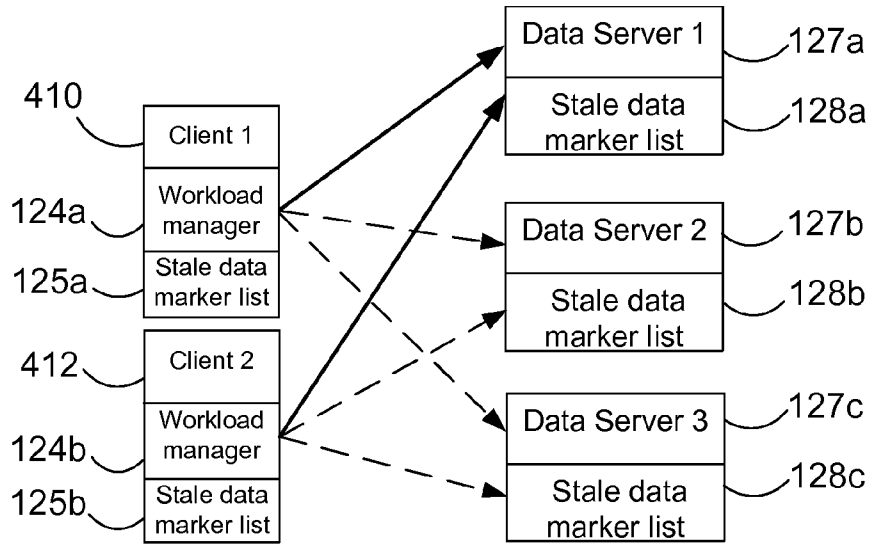 410
Client 1
124a
Workload
manager
125a
Stale data
marker list
412
Client 2
124b
Workload
manager
125b
Stale data
marker list
Data Server 1
127a
Stale data
marker list
128a
Data Server 2
127b
Stale data
marker list
128b
Data Server 3
127c
Stale data
marker list
128c